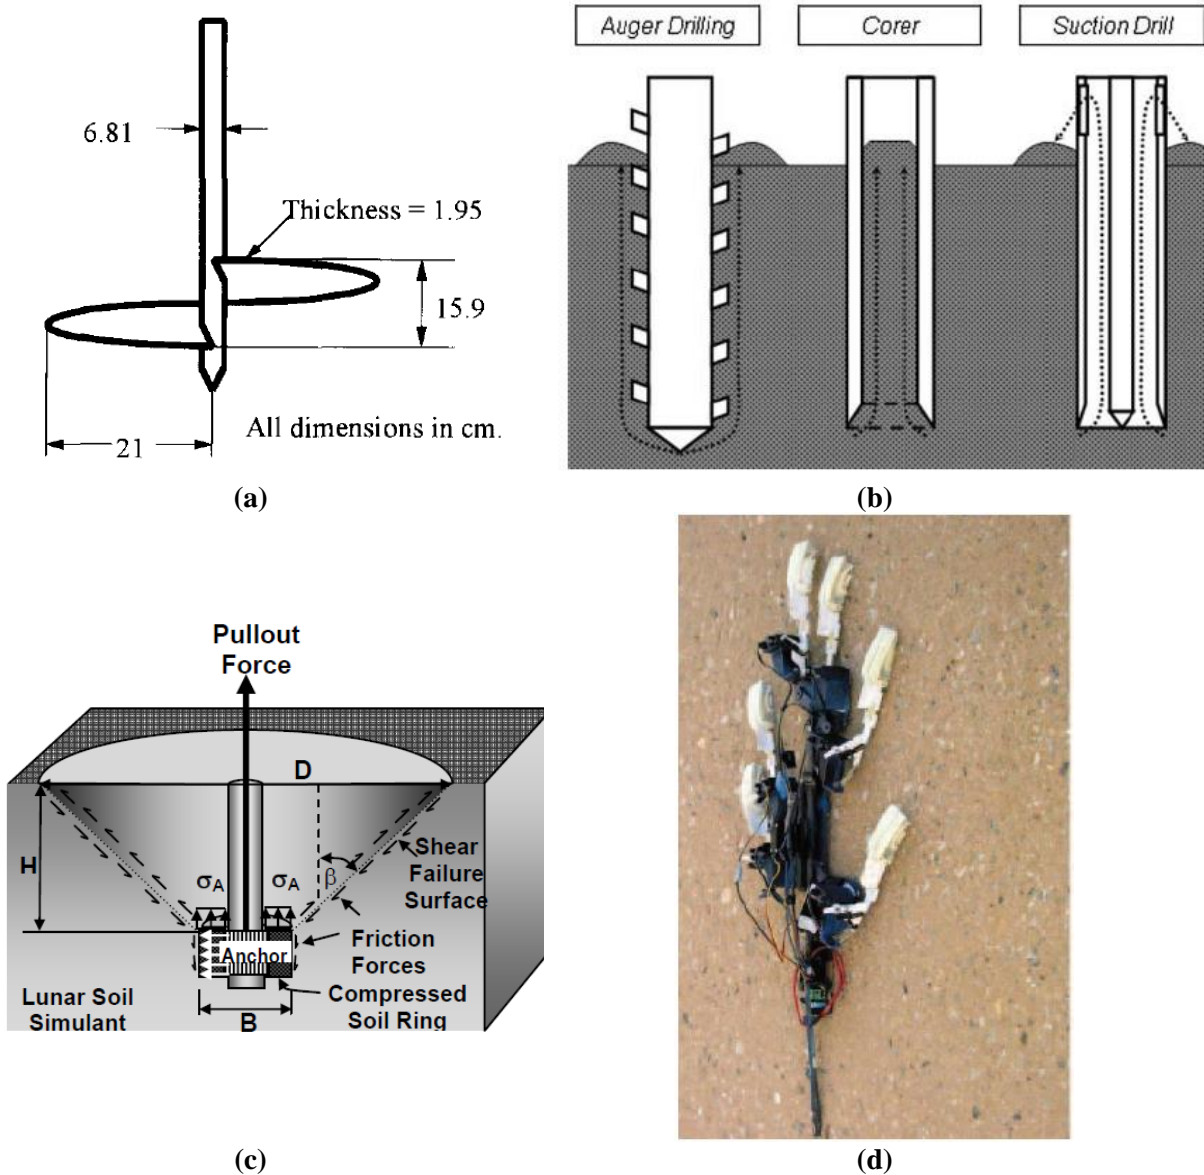 6.81
Thickness = 1.95
15.9
21
All dimensions in cm.
(a)
Auger Drilling
Corer
Suction Drill
(b)
Pullout
Force
D
H
σA
σA
β
Shear
Failure
Surface
Anchor
Friction
Forces
Compressed
Soil Ring
Lunar Soil
Simulant
B
(c)
(d)